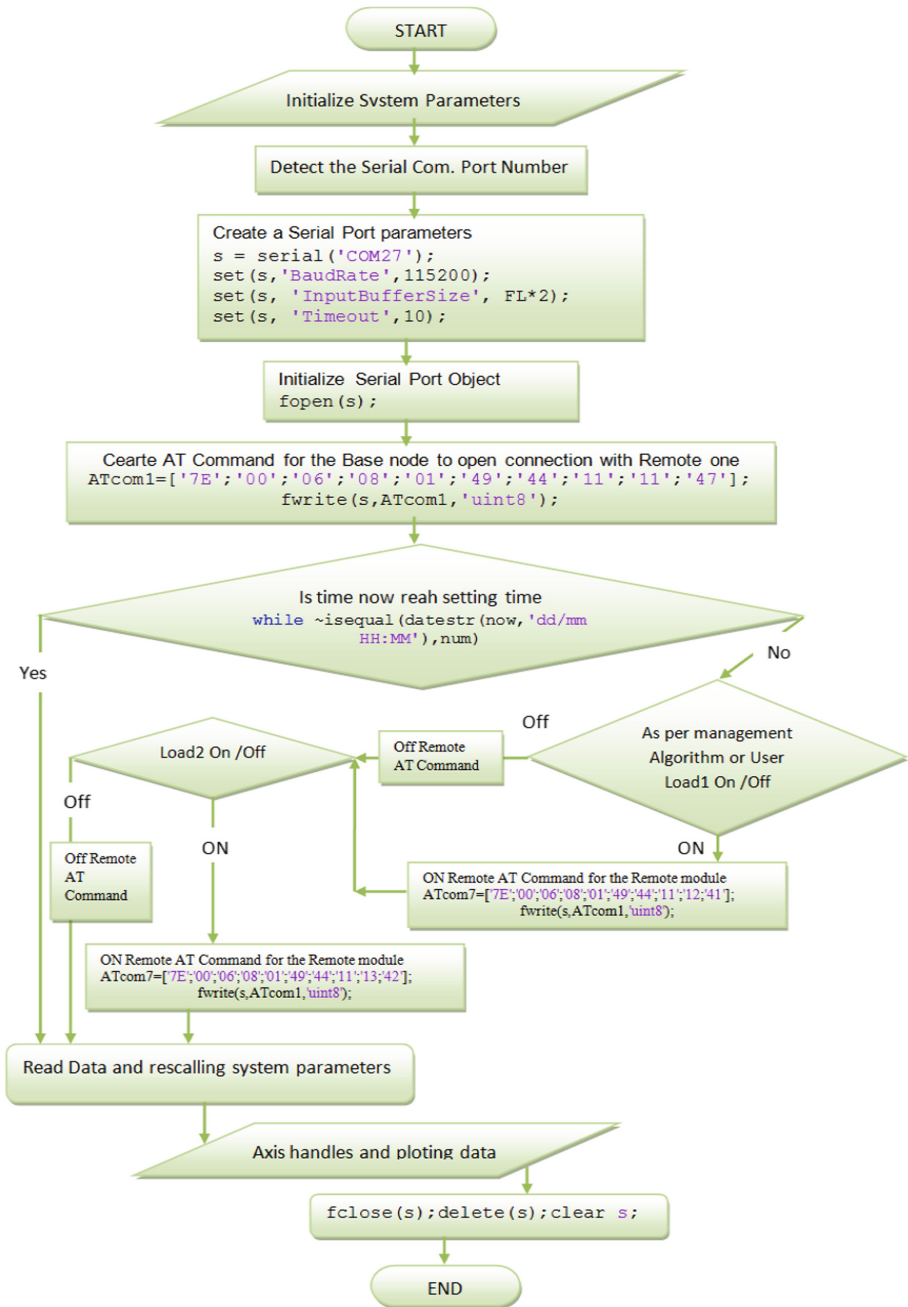 START
Initialize System Parameters
Detect the Serial Com. Port Number
Create a Serial Port parameters
s = serial('COM27');
set(s,'BaudRate',115200);
set(s, 'InputBufferSize', FL*2);
set(s, 'Timeout',10);
Initialize Serial Port Object
fopen(s);
Cearte AT Command for the Base node to open connection with Remote one
ATcom1=['7E';'00';'06';'08';'01';'49';'44';'11';'11';'47'];
fwrite(s,ATcom1,'uint8');
Is time now reah setting time
while ~isequal(datestr(now,'dd/mm
HH:MM'),num)
Yes
No
As per management
Algorithm or User
Load1 On /Off
Off
Off Remote
AT Command
ON
ON Remote AT Command for the Remote module
ATcom7=['7E';'00';'06';'08';'01';'49';'44';'11';'12;'41'];
fwrite(s,ATcom1,'uint8');
Load2 On /Off
Off
Off Remote
AT
Command
ON
ON Remote AT Command for the Remote module
ATcom7=['7E';'00';'06';'08';'01';'49';'44';'11';'13;'42'];
fwrite(s,ATcom1,'uint8');
Read Data and rescalling system parameters
Axis handles and ploting data
fclose(s);delete(s);clear s;
END